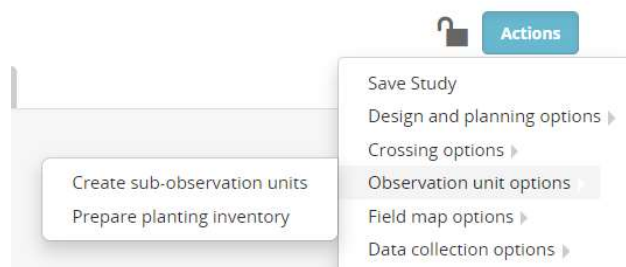 Actions
Save Study
Design and planning options
Crossing options
Observation unit options
Create sub-observation units
Prepare planting inventory
Field map options
Data collection options